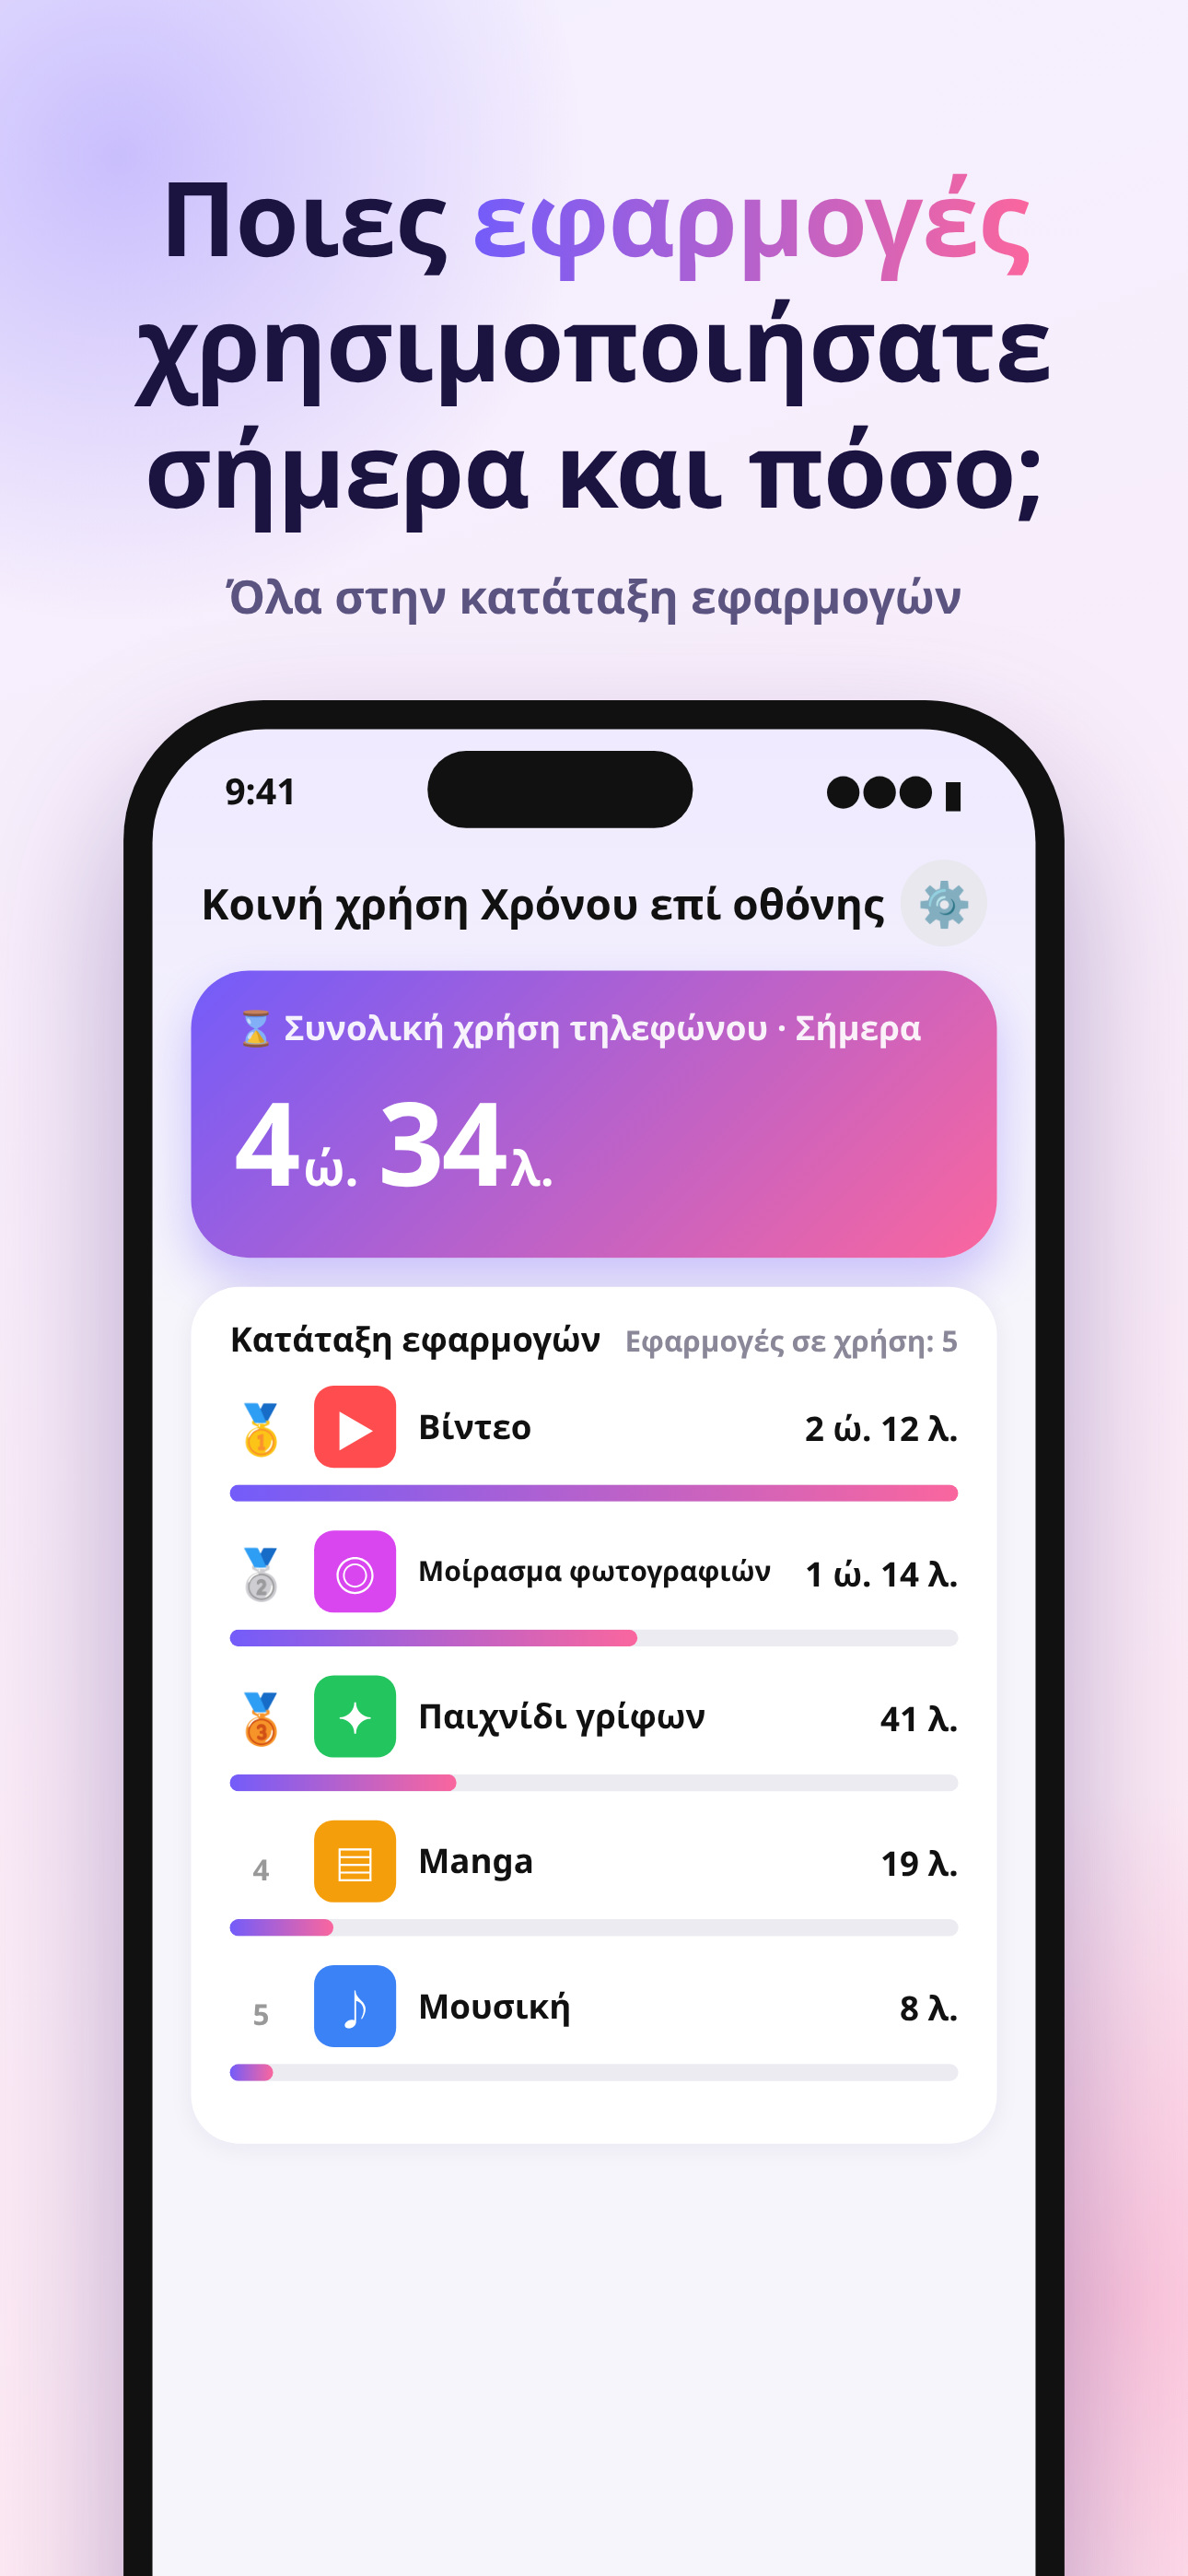 Ποιες εφαρμογές
χρησιμοποιήσατε
σήμερα και πόσο;
Όλα στην κατάταξη εφαρμογών
9:41
Κοινή χρήση Χρόνου επί οθόνης
⌛ Συνολική χρήση τηλεφώνου · Σήμερα
4ώ. 34λ.
Κατάταξη εφαρμογών Εφαρμογές σε χρήση: 5
🥇 Βίντεο 2 ώ. 12 λ.
🥈 Μοίρασμα φωτογραφιών 1 ώ. 14 λ.
🥉 Παιχνίδι γρίφων 41 λ.
4 Manga 19 λ.
5 Μουσική 8 λ.